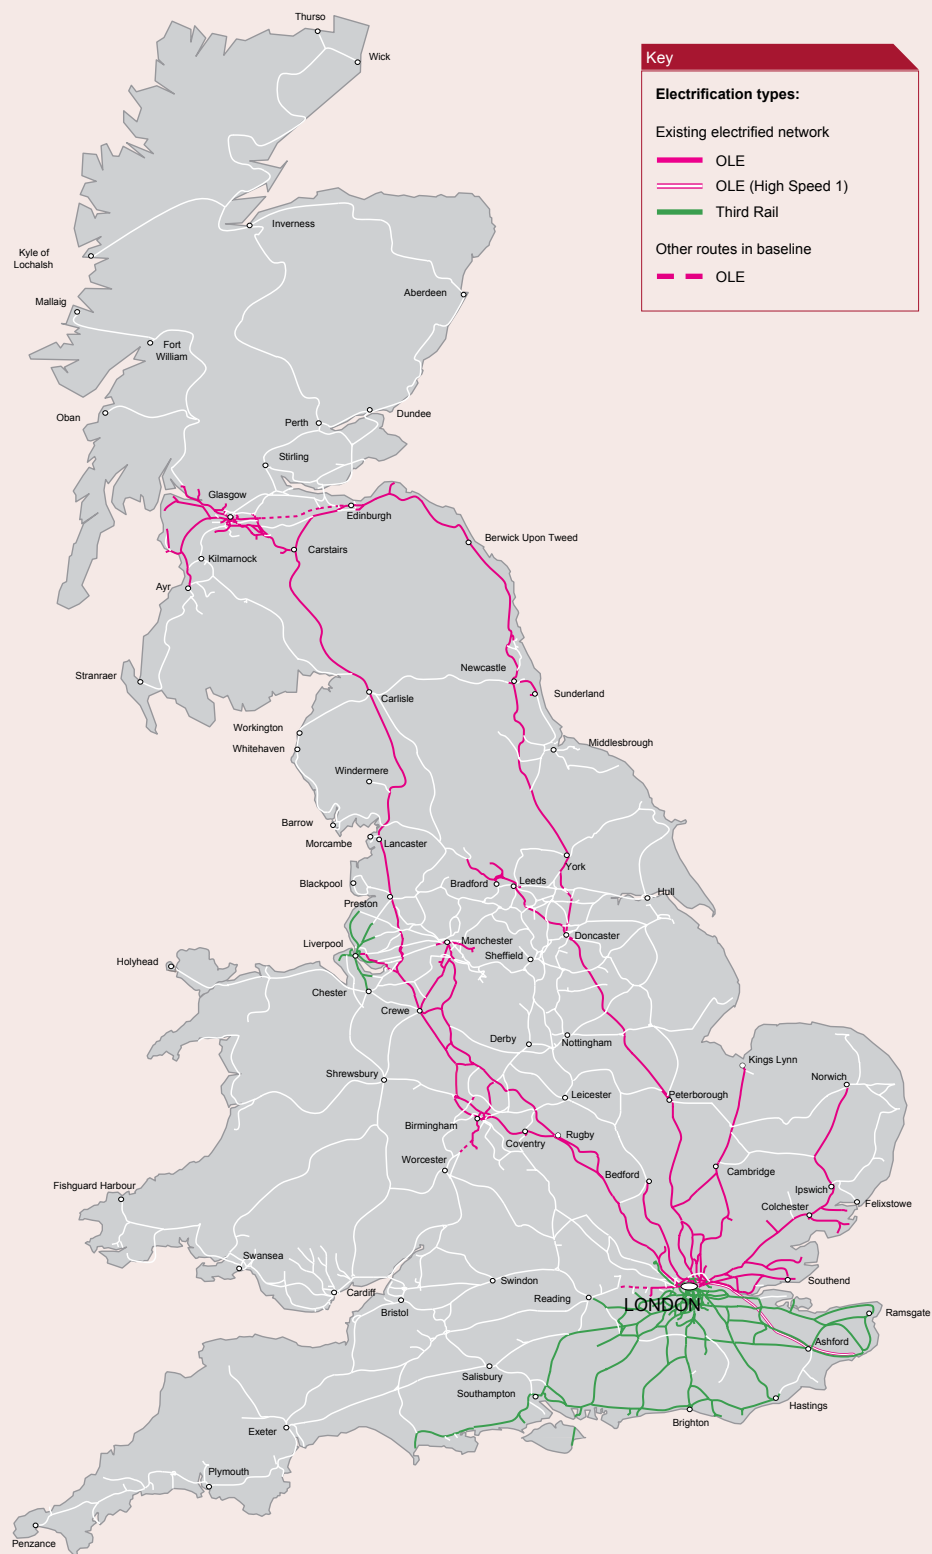 Thurso
Wick
Key
Electrification types:
Existing electrified network
OLE
OLE (High Speed 1)
Third Rail
Other routes in baseline
OLE
Inverness
Kyle of
Lochalsh
Aberdeen
Mallaig
Fort
William
Oban
Perth
Dundee
Stirling
Glasgow
Edinburgh
Berwick Upon Tweed
Carstairs
Kilmarnock
Ayr
Newcastle
Stranraer
Sunderland
Carlisle
Workington
Whitehaven
Middlesbrough
Windermere
Barrow
Morcambe
Lancaster
York
Blackpool
Bradford
Leeds
Hull
Preston
Doncaster
Liverpool
Manchester
Sheffield
Holyhead
Chester
Crewe
Derby
Nottingham
Kings Lynn
Shrewsbury
Norwich
Leicester
Peterborough
Birmingham
Coventry
Rugby
Worcester
Bedford
Cambridge
Fishguard Harbour
Ipswich
Colchester
Felixstowe
Swansea
Swindon
Southend
Cardiff
Reading
LONDON
Bristol
Ramsgate
Ashford
Salisbury
Southampton
Hastings
Brighton
Exeter
Plymouth
Penzance